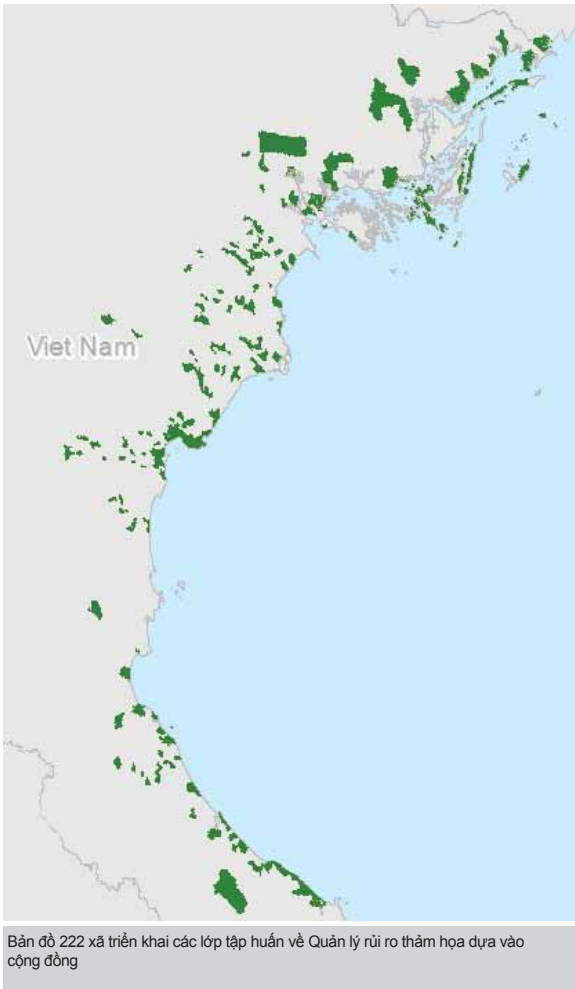 Viet Nam
Bản đồ 222 xã triển khai các lớp tập huấn về Quản lý rủi ro thảm họa dựa vào
cộng đồng